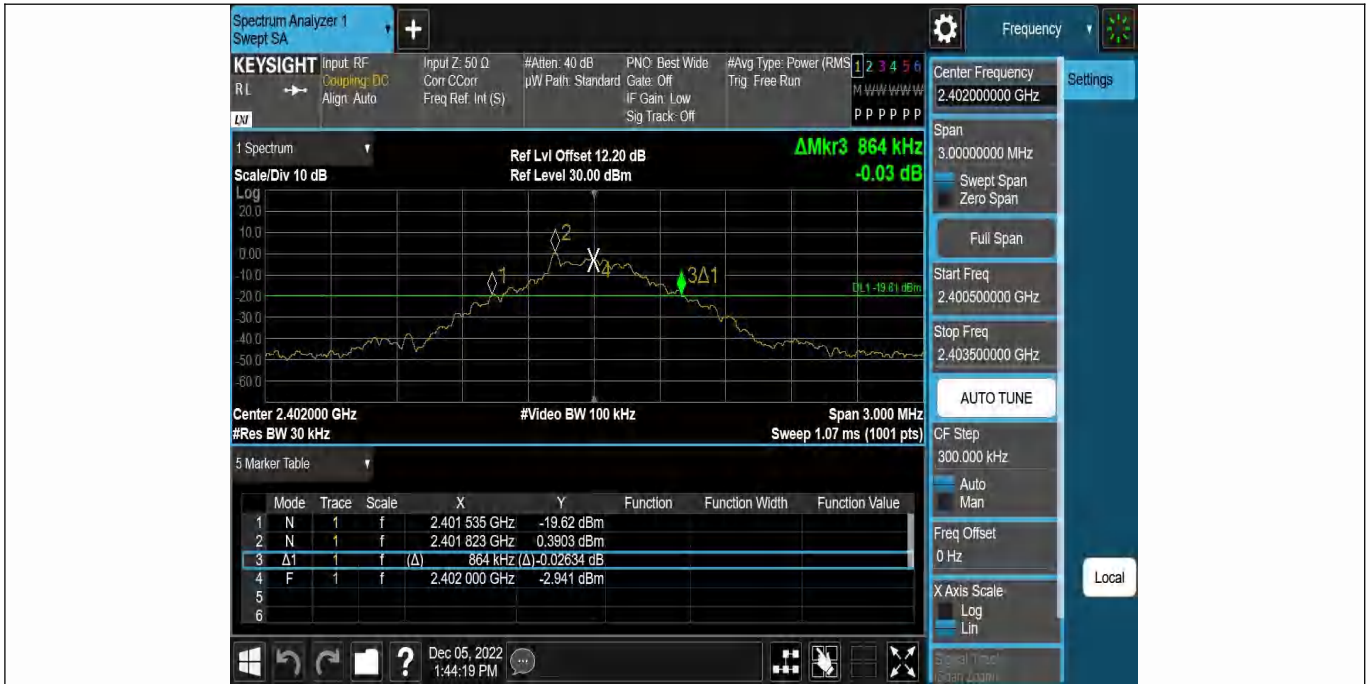 Spectrum Analyzer 1
Swept SA
+
Frequency
KEYSIGHT
RL
LXI
Input: RF
Coupling: DC
Align: Auto
Input Z: 50 Ω
Corr CCorr
Freq Ref: Int (S)
#Atten: 40 dB
µW Path: Standard
PNO: Best Wide
Gate: Off
IF Gain: Low
Sig Track: Off
#Avg Type: Power (RMS
Trig: Free Run
1 2 3 4 5 6
M W W W W W
P P P P P P
1 Spectrum
Scale/Div 10 dB
Ref Lvl Offset 12.20 dB
Ref Level 30.00 dBm
ΔMkr3 864 kHz
-0.03 dB
Log
20.0
10.0
0.00
-10.0
-20.0
-30.0
-40.0
-50.0
-60.0
1
2
4
3Δ1
DL1 -19.61 dBm
Center 2.402000 GHz
#Video BW 100 kHz
Span 3.000 MHz
#Res BW 30 kHz
Sweep 1.07 ms (1001 pts)
5 Marker Table
Mode Trace Scale X Y Function Function Width Function Value
1 N 1 f 2.401 535 GHz -19.62 dBm
2 N 1 f 2.401 823 GHz 0.3903 dBm
3 Δ1 1 f (Δ) 864 kHz (Δ) -0.02634 dB
4 F 1 f 2.402 000 GHz -2.941 dBm
5
6
?
Dec 05, 2022
1:44:19 PM
Center Frequency
2.402000000 GHz
Settings
Span
3.00000000 MHz
Swept Span
Zero Span
Full Span
Start Freq
2.400500000 GHz
Stop Freq
2.403500000 GHz
AUTO TUNE
CF Step
300.000 kHz
Auto
Man
Freq Offset
0 Hz
X Axis Scale
Log
Lin
Signal Track
(Span Zoom)
Local